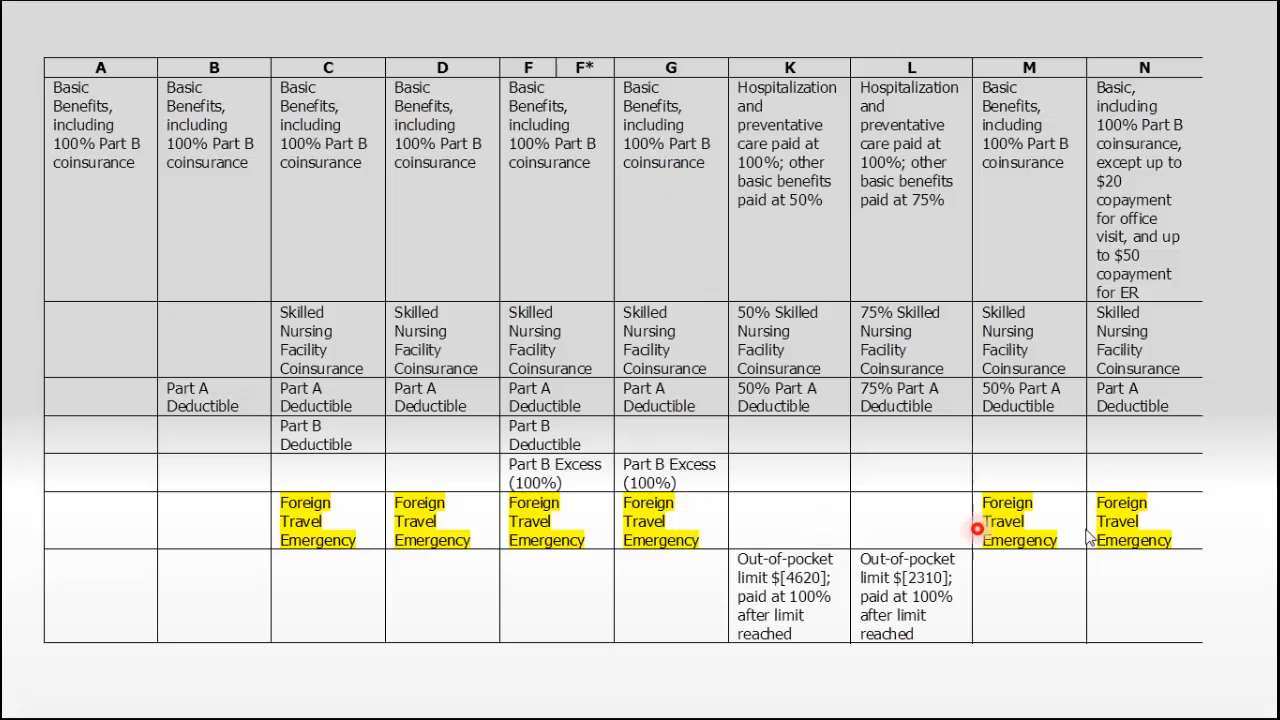 A B C D F F* G K L M N
Basic
Benefits,
including
100% Part B
coinsurance
Basic
Benefits,
including
100% Part B
coinsurance
Basic
Benefits,
including
100% Part B
coinsurance
Basic
Benefits,
including
100% Part B
coinsurance
Basic
Benefits,
including
100% Part B
coinsurance
Basic
Benefits,
including
100% Part B
coinsurance
Hospitalization
and
preventative
care paid at
100%; other
basic benefits
paid at 50%
Hospitalization
and
preventative
care paid at
100%; other
basic benefits
paid at 75%
Basic
Benefits,
including
100% Part B
coinsurance
Basic,
including
100% Part B
coinsurance,
except up to
$20
copayment
for office
visit, and up
to $50
copayment
for ER
Skilled
Nursing
Facility
Coinsurance
Skilled
Nursing
Facility
Coinsurance
Skilled
Nursing
Facility
Coinsurance
Skilled
Nursing
Facility
Coinsurance
50% Skilled
Nursing
Facility
Coinsurance
75% Skilled
Nursing
Facility
Coinsurance
Skilled
Nursing
Facility
Coinsurance
Skilled
Nursing
Facility
Coinsurance
Part A
Deductible
Part A
Deductible
Part A
Deductible
Part A
Deductible
Part A
Deductible
50% Part A
Deductible
75% Part A
Deductible
50% Part A
Deductible
Part A
Deductible
Part B
Deductible
Part B
Deductible
Part B Excess
(100%)
Part B Excess
(100%)
Foreign
Travel
Emergency
Foreign
Travel
Emergency
Foreign
Travel
Emergency
Foreign
Travel
Emergency
Foreign
Travel
Emergency
Foreign
Travel
Emergency
Out-of-pocket
limit $[4620];
paid at 100%
after limit
reached
Out-of-pocket
limit $[2310];
paid at 100%
after limit
reached